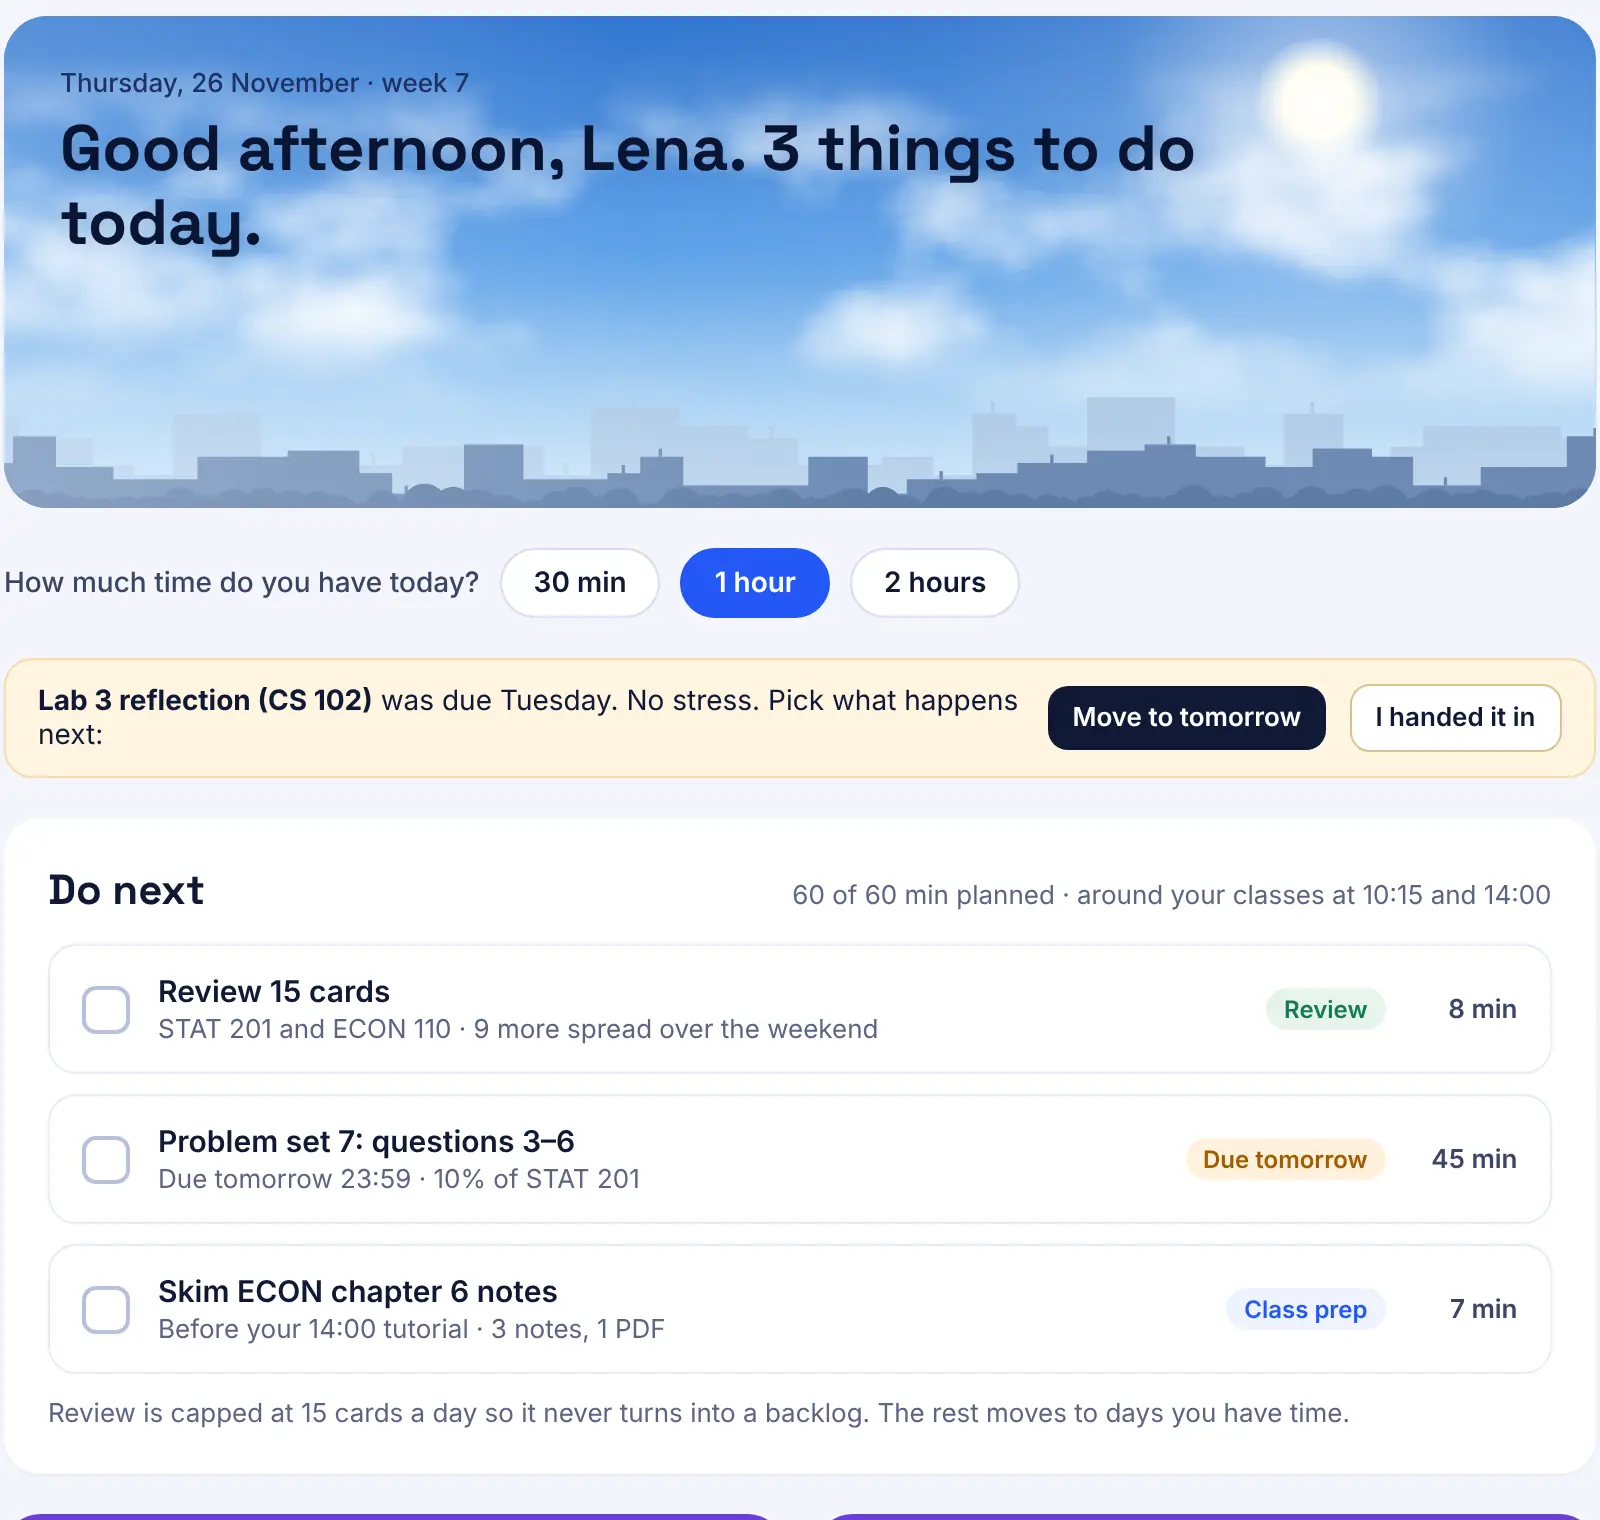 Thursday, 26 November · week 7
Good afternoon, Lena. 3 things to do
today.
How much time do you have today?
30 min
1 hour
2 hours
Lab 3 reflection (CS 102) was due Tuesday. No stress. Pick what happens
next:
Move to tomorrow
I handed it in
Do next
60 of 60 min planned · around your classes at 10:15 and 14:00
Review 15 cards
STAT 201 and ECON 110 · 9 more spread over the weekend
Review
8 min
Problem set 7: questions 3–6
Due tomorrow 23:59 · 10% of STAT 201
Due tomorrow
45 min
Skim ECON chapter 6 notes
Before your 14:00 tutorial · 3 notes, 1 PDF
Class prep
7 min
Review is capped at 15 cards a day so it never turns into a backlog. The rest moves to days you have time.